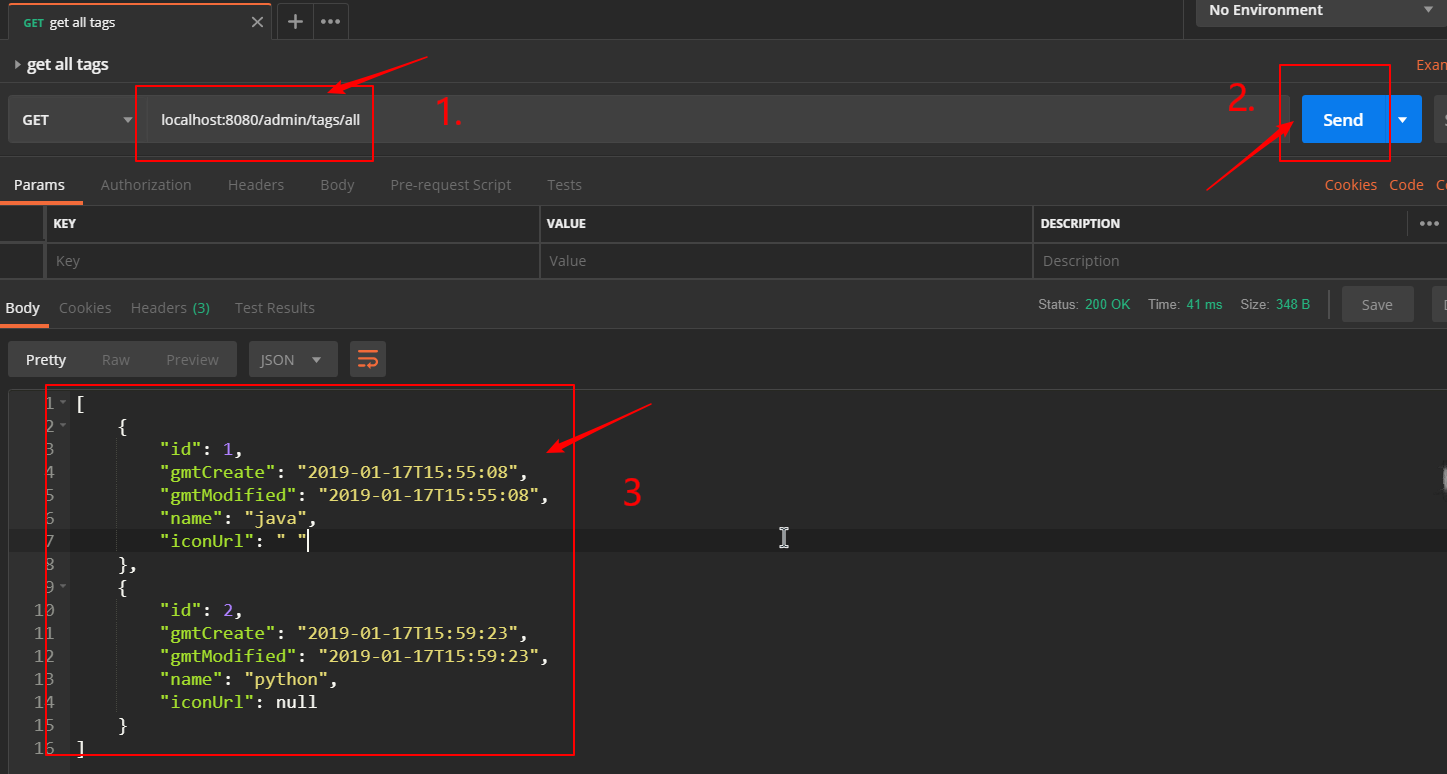 GET get all tags
No Environment
get all tags
Exam
1.
2.
GET localhost:8080/admin/tags/all
Send
Params Authorization Headers Body Pre-request Script Tests
Cookies Code
KEY VALUE DESCRIPTION
Key Value Description
Body Cookies Headers (3) Test Results
Status: 200 OK Time: 41 ms Size: 348 B
Save
Pretty Raw Preview JSON
3
1 [
2 {
3 "id": 1,
4 "gmtCreate": "2019-01-17T15:55:08",
5 "gmtModified": "2019-01-17T15:55:08",
6 "name": "java",
7 "iconUrl": " "
8 },
9 {
10 "id": 2,
11 "gmtCreate": "2019-01-17T15:59:23",
12 "gmtModified": "2019-01-17T15:59:23",
13 "name": "python",
14 "iconUrl": null
15 }
16 ]